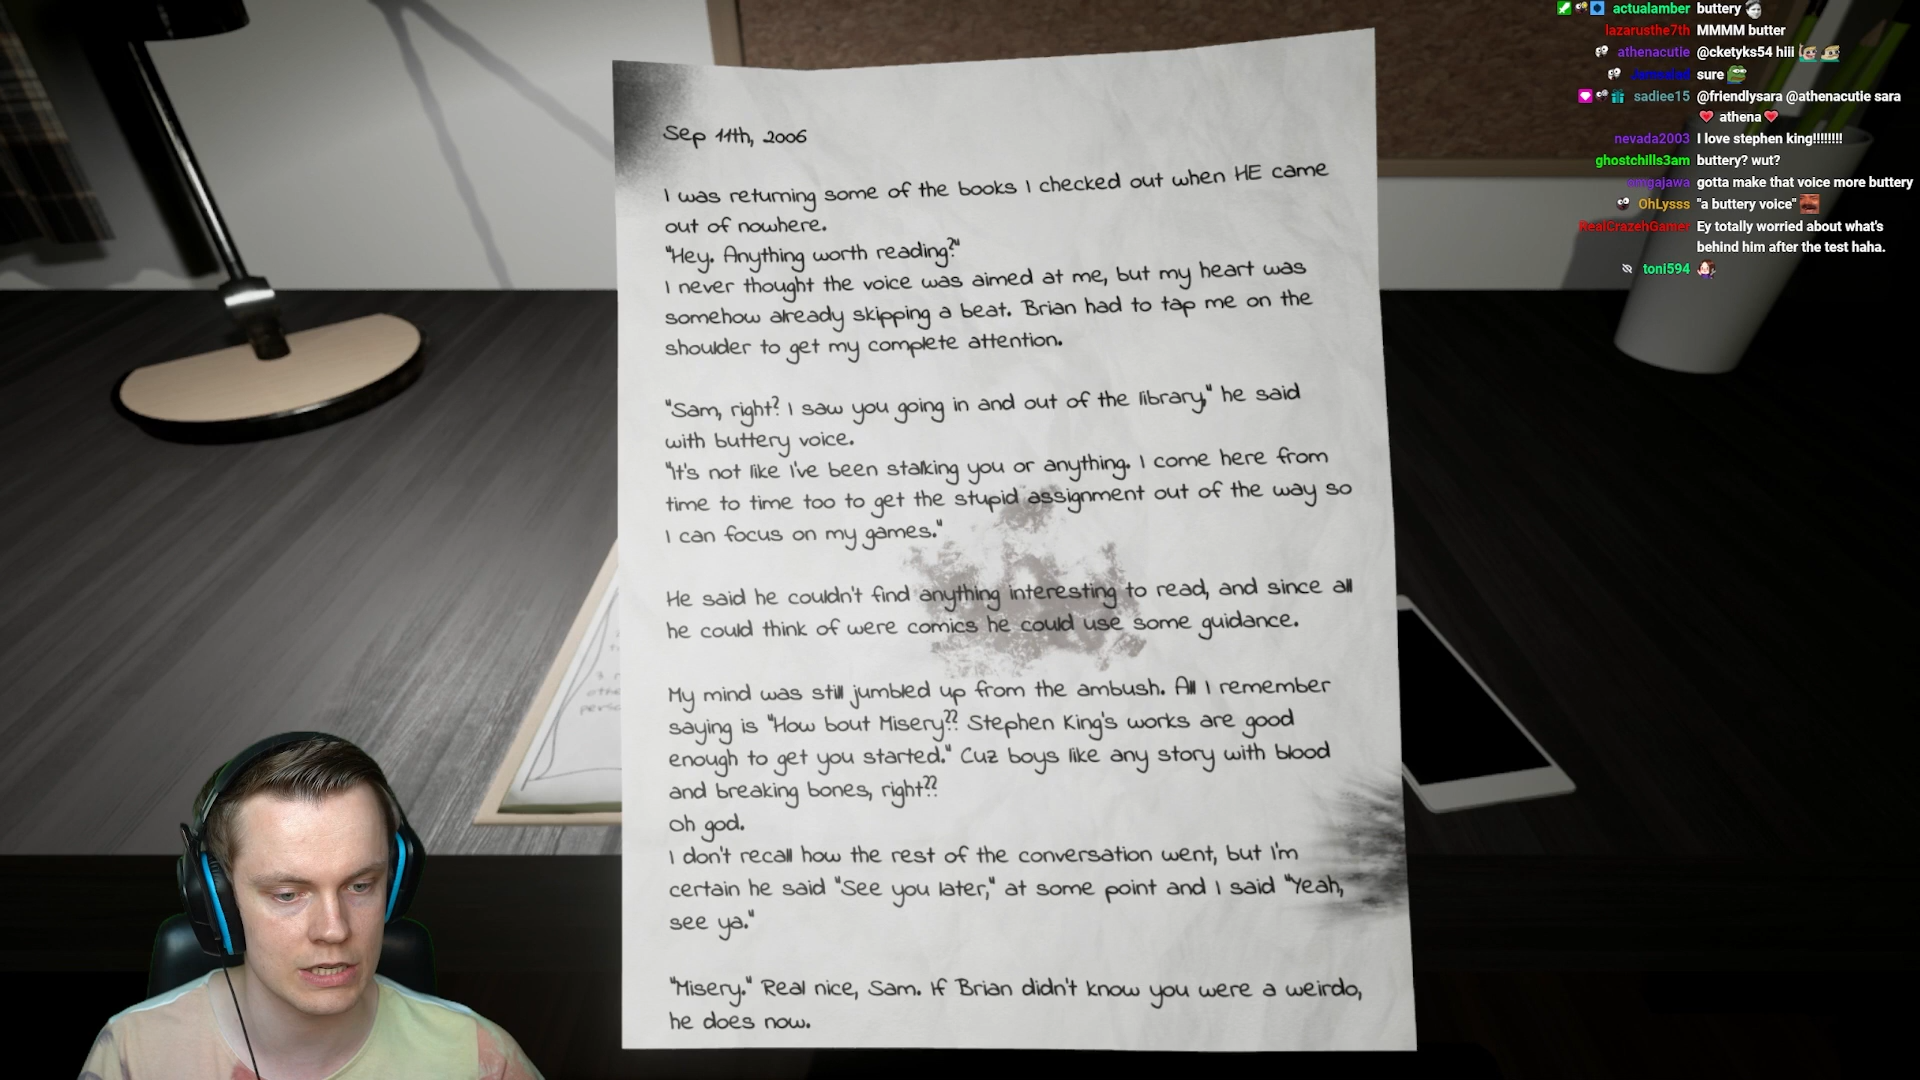 Sep 11th, 2006
I was returning some of the books I checked out when HE came
out of nowhere.
"Hey. Anything worth reading?"
I never thought the voice was aimed at me, but my heart was
somehow already skipping a beat. Brian had to tap me on the
shoulder to get my complete attention.
"Sam, right? I saw you going in and out of the library," he said
with buttery voice.
"It's not like I've been stalking you or anything. I come here from
time to time too to get the stupid assignment out of the way so
I can focus on my games."
He said he couldn't find anything interesting to read, and since all
he could think of were comics he could use some guidance.
My mind was still jumbled up from the ambush. All I remember
saying is "How bout Misery?? Stephen King's works are good
enough to get you started." Cuz boys like any story with blood
and breaking bones, right??
Oh god.
I don't recall how the rest of the conversation went, but I'm
certain he said "See you later," at some point and I said "Yeah,
see ya."
"Misery." Real nice, Sam. If Brian didn't know you were a weirdo,
he does now.
actualamber buttery
lazarusthe7th MMMM butter
athenacutie @cketyks54 hiii
sure
sadiee15 @friendlysara @athenacutie sara
athena
nevada2003 I love stephen king!!!!!!!!
ghostchills3am buttery? wut?
gotta make that voice more buttery
OhLysss "a buttery voice"
RealCrazehGamer Ey totally worried about what's
behind him after the test haha.
toni594